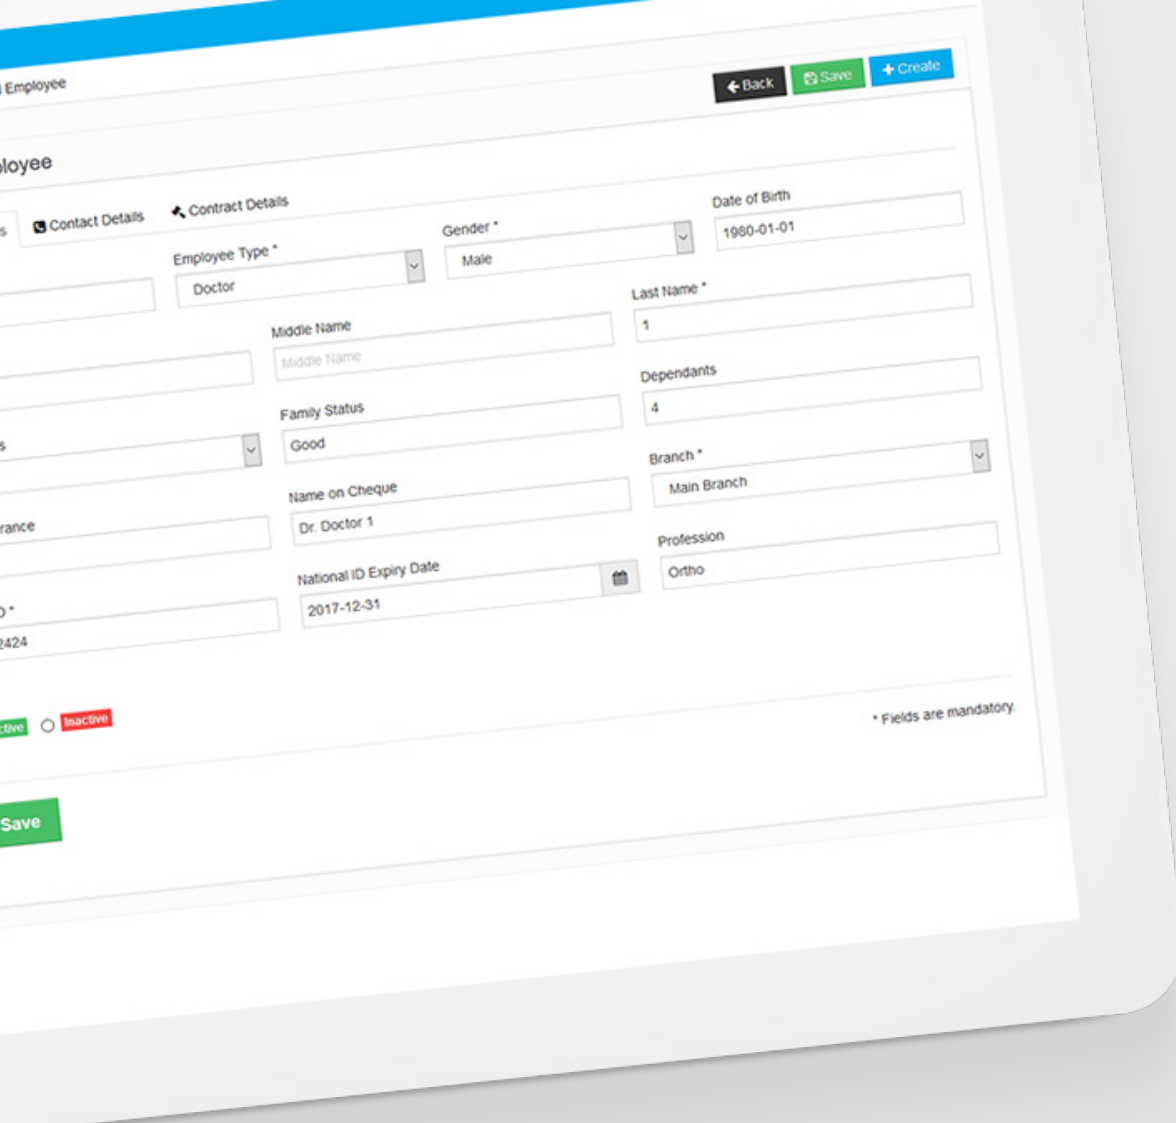 Employee
Back Save Create
ployee
s Contact Details Contract Details
Employee Type *
Doctor
Gender *
Male
Date of Birth
1980-01-01
Middle Name
Middle Name
Last Name *
1
s
Family Status
Good
Dependants
4
rance
Name on Cheque
Dr. Doctor 1
Branch *
Main Branch
D *
2424
National ID Expiry Date
2017-12-31
Profession
Ortho
ctive Inactive
* Fields are mandatory.
Save